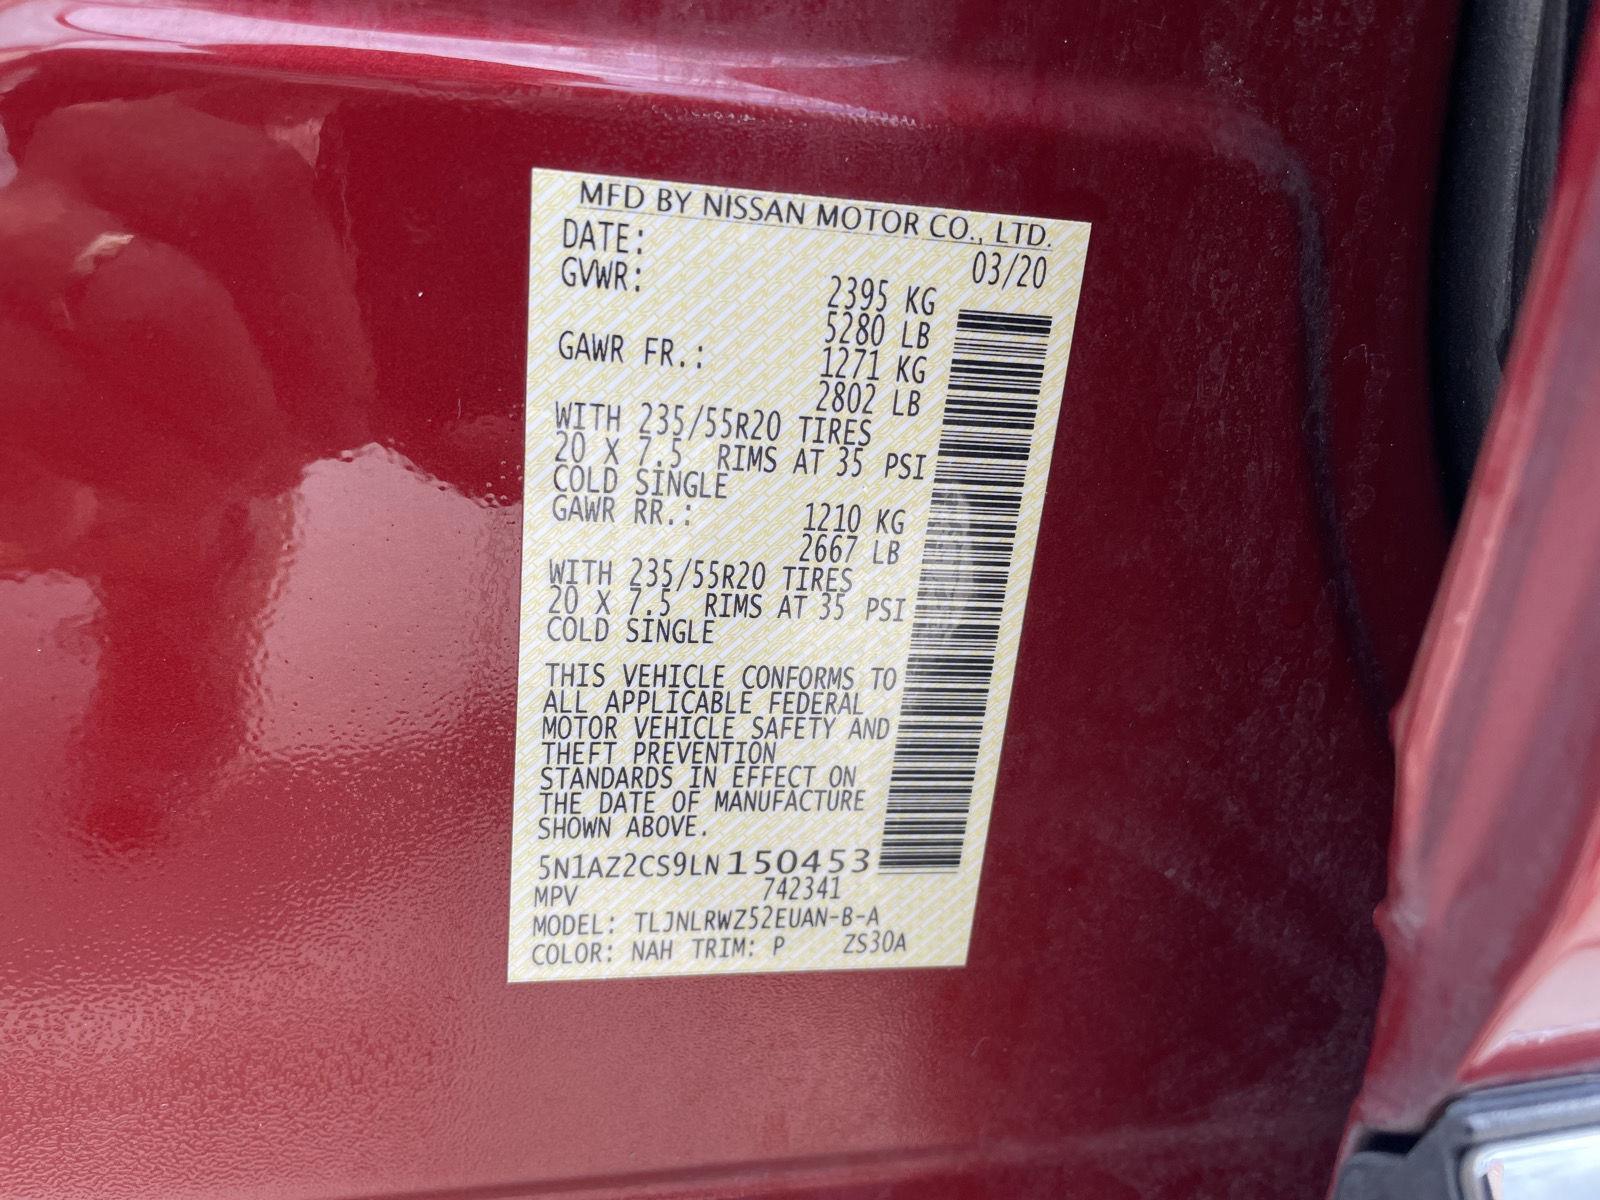 MFD BY NISSAN MOTOR CO., LTD.
DATE: 03/20
GVWR: 2395 KG
5280 LB
GAWR FR.: 1271 KG
2802 LB
WITH 235/55R20 TIRES
20 X 7.5 RIMS AT 35 PSI
COLD SINGLE
GAWR RR.: 1210 KG
2667 LB
WITH 235/55R20 TIRES
20 X 7.5 RIMS AT 35 PSI
COLD SINGLE
THIS VEHICLE CONFORMS TO
ALL APPLICABLE FEDERAL
MOTOR VEHICLE SAFETY AND
THEFT PREVENTION
STANDARDS IN EFFECT ON
THE DATE OF MANUFACTURE
SHOWN ABOVE.
5N1AZ2CS9LN150453
MPV 742341
MODEL: TLJNLRWZ52EUAN-B-A
COLOR: NAH TRIM: P ZS30A